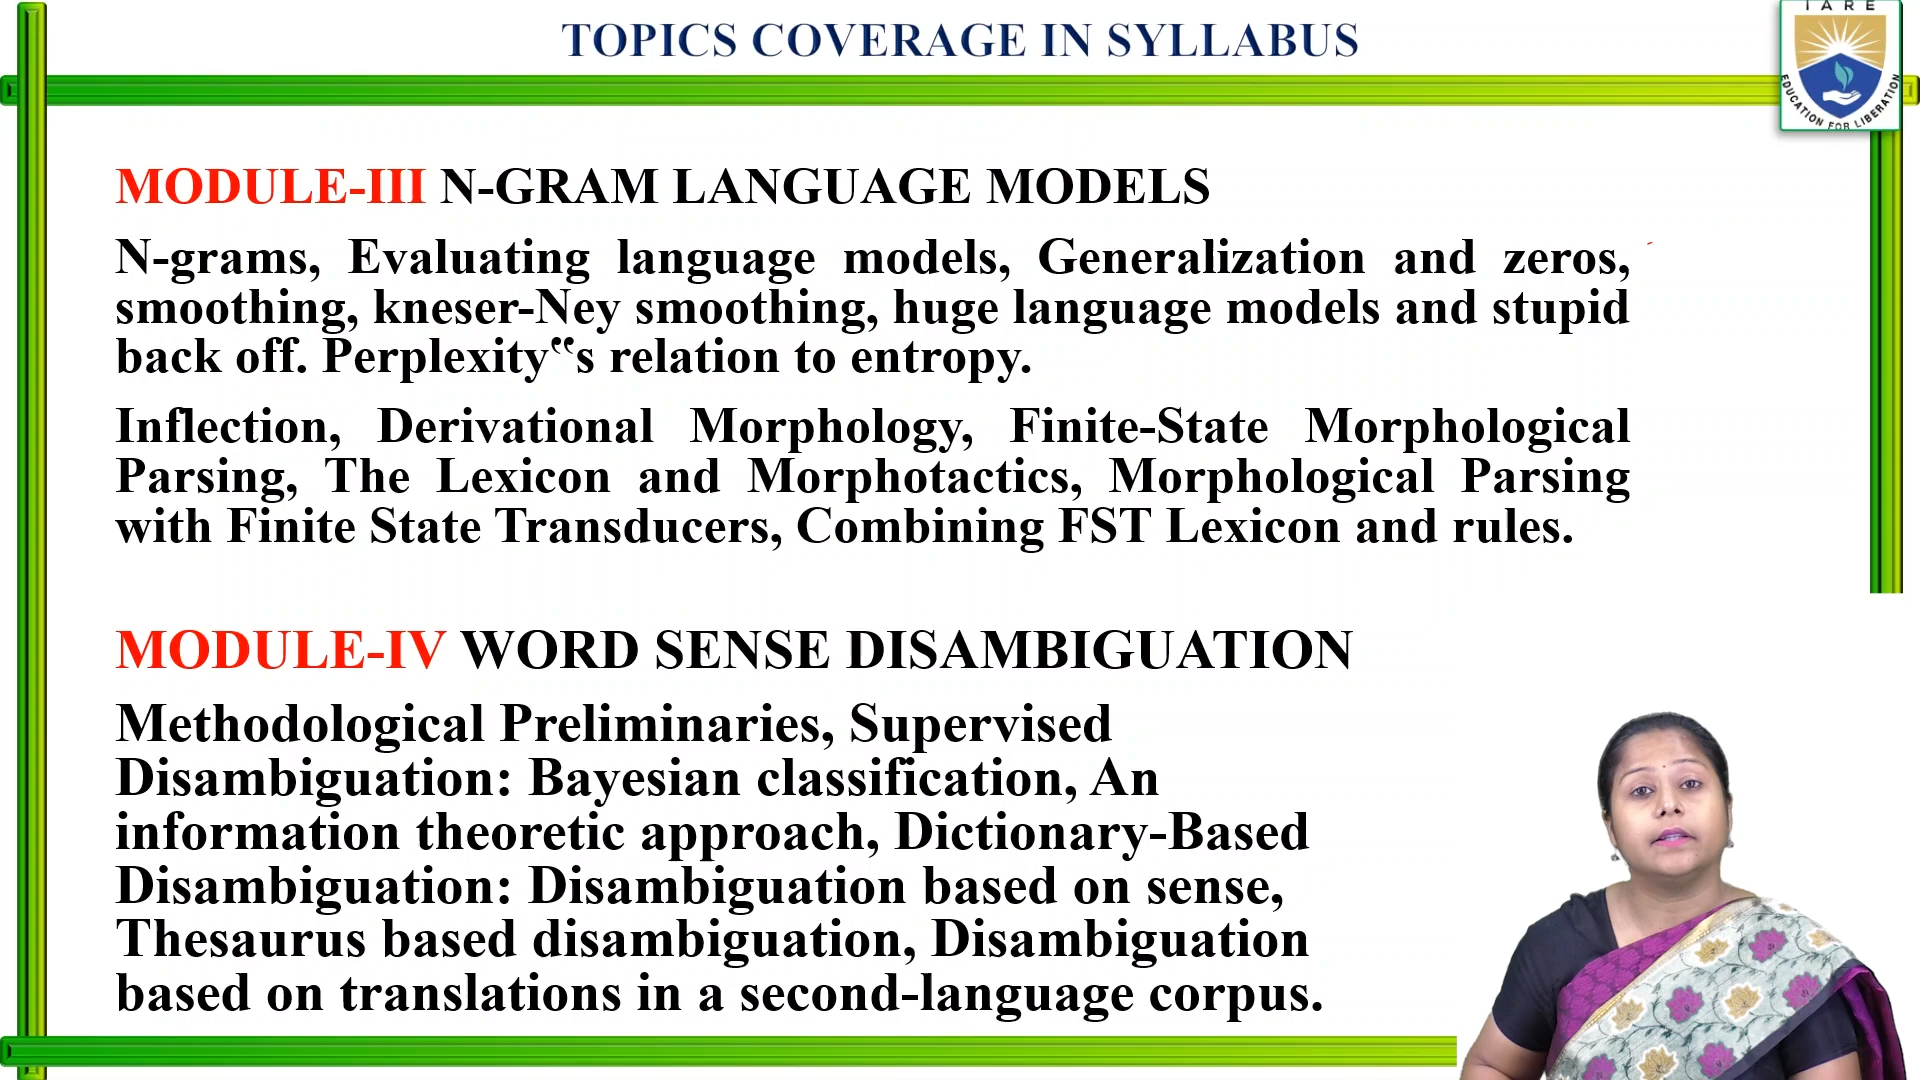 TOPICS COVERAGE IN SYLLABUS
IARE
EDUCATION FOR LIBERATION
MODULE-III N-GRAM LANGUAGE MODELS
N-grams, Evaluating language models, Generalization and zeros,
smoothing, kneser-Ney smoothing, huge language models and stupid
back off. Perplexity‟s relation to entropy.
Inflection, Derivational Morphology, Finite-State Morphological
Parsing, The Lexicon and Morphotactics, Morphological Parsing
with Finite State Transducers, Combining FST Lexicon and rules.
MODULE-IV WORD SENSE DISAMBIGUATION
Methodological Preliminaries, Supervised
Disambiguation: Bayesian classification, An
information theoretic approach, Dictionary-Based
Disambiguation: Disambiguation based on sense,
Thesaurus based disambiguation, Disambiguation
based on translations in a second-language corpus.